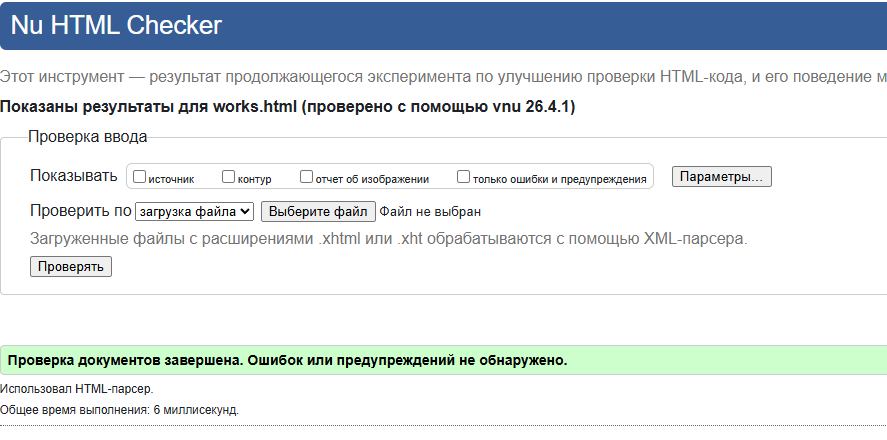 Nu HTML Checker
Этот инструмент — результат продолжающегося эксперимента по улучшению проверки HTML-кода, и его поведение м
Показаны результаты для works.html (проверено с помощью vnu 26.4.1)
Проверка ввода
Показывать источник контур отчет об изображении только ошибки и предупреждения Параметры...
Проверить по загрузка файла Выберите файл Файл не выбран
Загруженные файлы с расширениями .xhtml или .xht обрабатываются с помощью XML-парсера.
Проверять
Проверка документов завершена. Ошибок или предупреждений не обнаружено.
Использовал HTML-парсер.
Общее время выполнения: 6 миллисекунд.